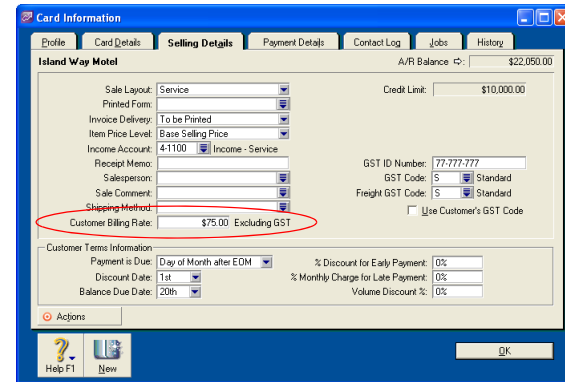 Card Information
Profile Card Details Selling Details Payment Details Contact Log Jobs History
Island Way Motel A/R Balance ⇨: $22,050.00
Sale Layout: Service Credit Limit: $10,000.00
Printed Form:
Invoice Delivery: To be Printed
Item Price Level: Base Selling Price
Income Account: 4-1100 Income - Service
Receipt Memo: GST ID Number: 77-777-777
Salesperson: GST Code: S Standard
Sale Comment: Freight GST Code: S Standard
Shipping Method: Use Customer's GST Code
Customer Billing Rate: $75.00 Excluding GST
Customer Terms Information
Payment is Due: Day of Month after EOM % Discount for Early Payment: 0%
Discount Date: 1st % Monthly Charge for Late Payment: 0%
Balance Due Date: 20th Volume Discount %: 0%
Actions
Help F1 New OK